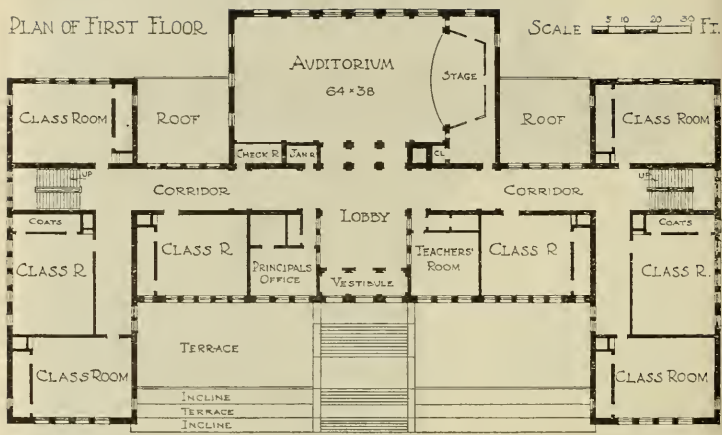 PLAN OF FIRST FLOOR
SCALE 5 10 20 30 FT.
AUDITORIUM
64 × 38
STAGE
CLASS ROOM
ROOF
ROOF
CLASS ROOM
CHECK R.
JAN R
CL
UP
CORRIDOR
CORRIDOR
UP
COATS
LOBBY
COATS
CLASS R.
CLASS R
PRINCIPALS
OFFICE
VESTIBULE
TEACHERS'
ROOM
CLASS R
CLASS R.
TERRACE
CLASS ROOM
CLASS ROOM
INCLINE
TERRACE
INCLINE